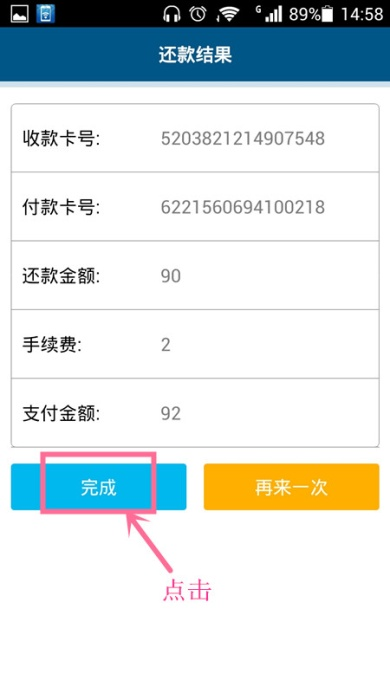 G 89% 14:58
还款结果
收款卡号: 5203821214907548
付款卡号: 6221560694100218
还款金额: 90
手续费: 2
支付金额: 92
完成 再来一次
点击